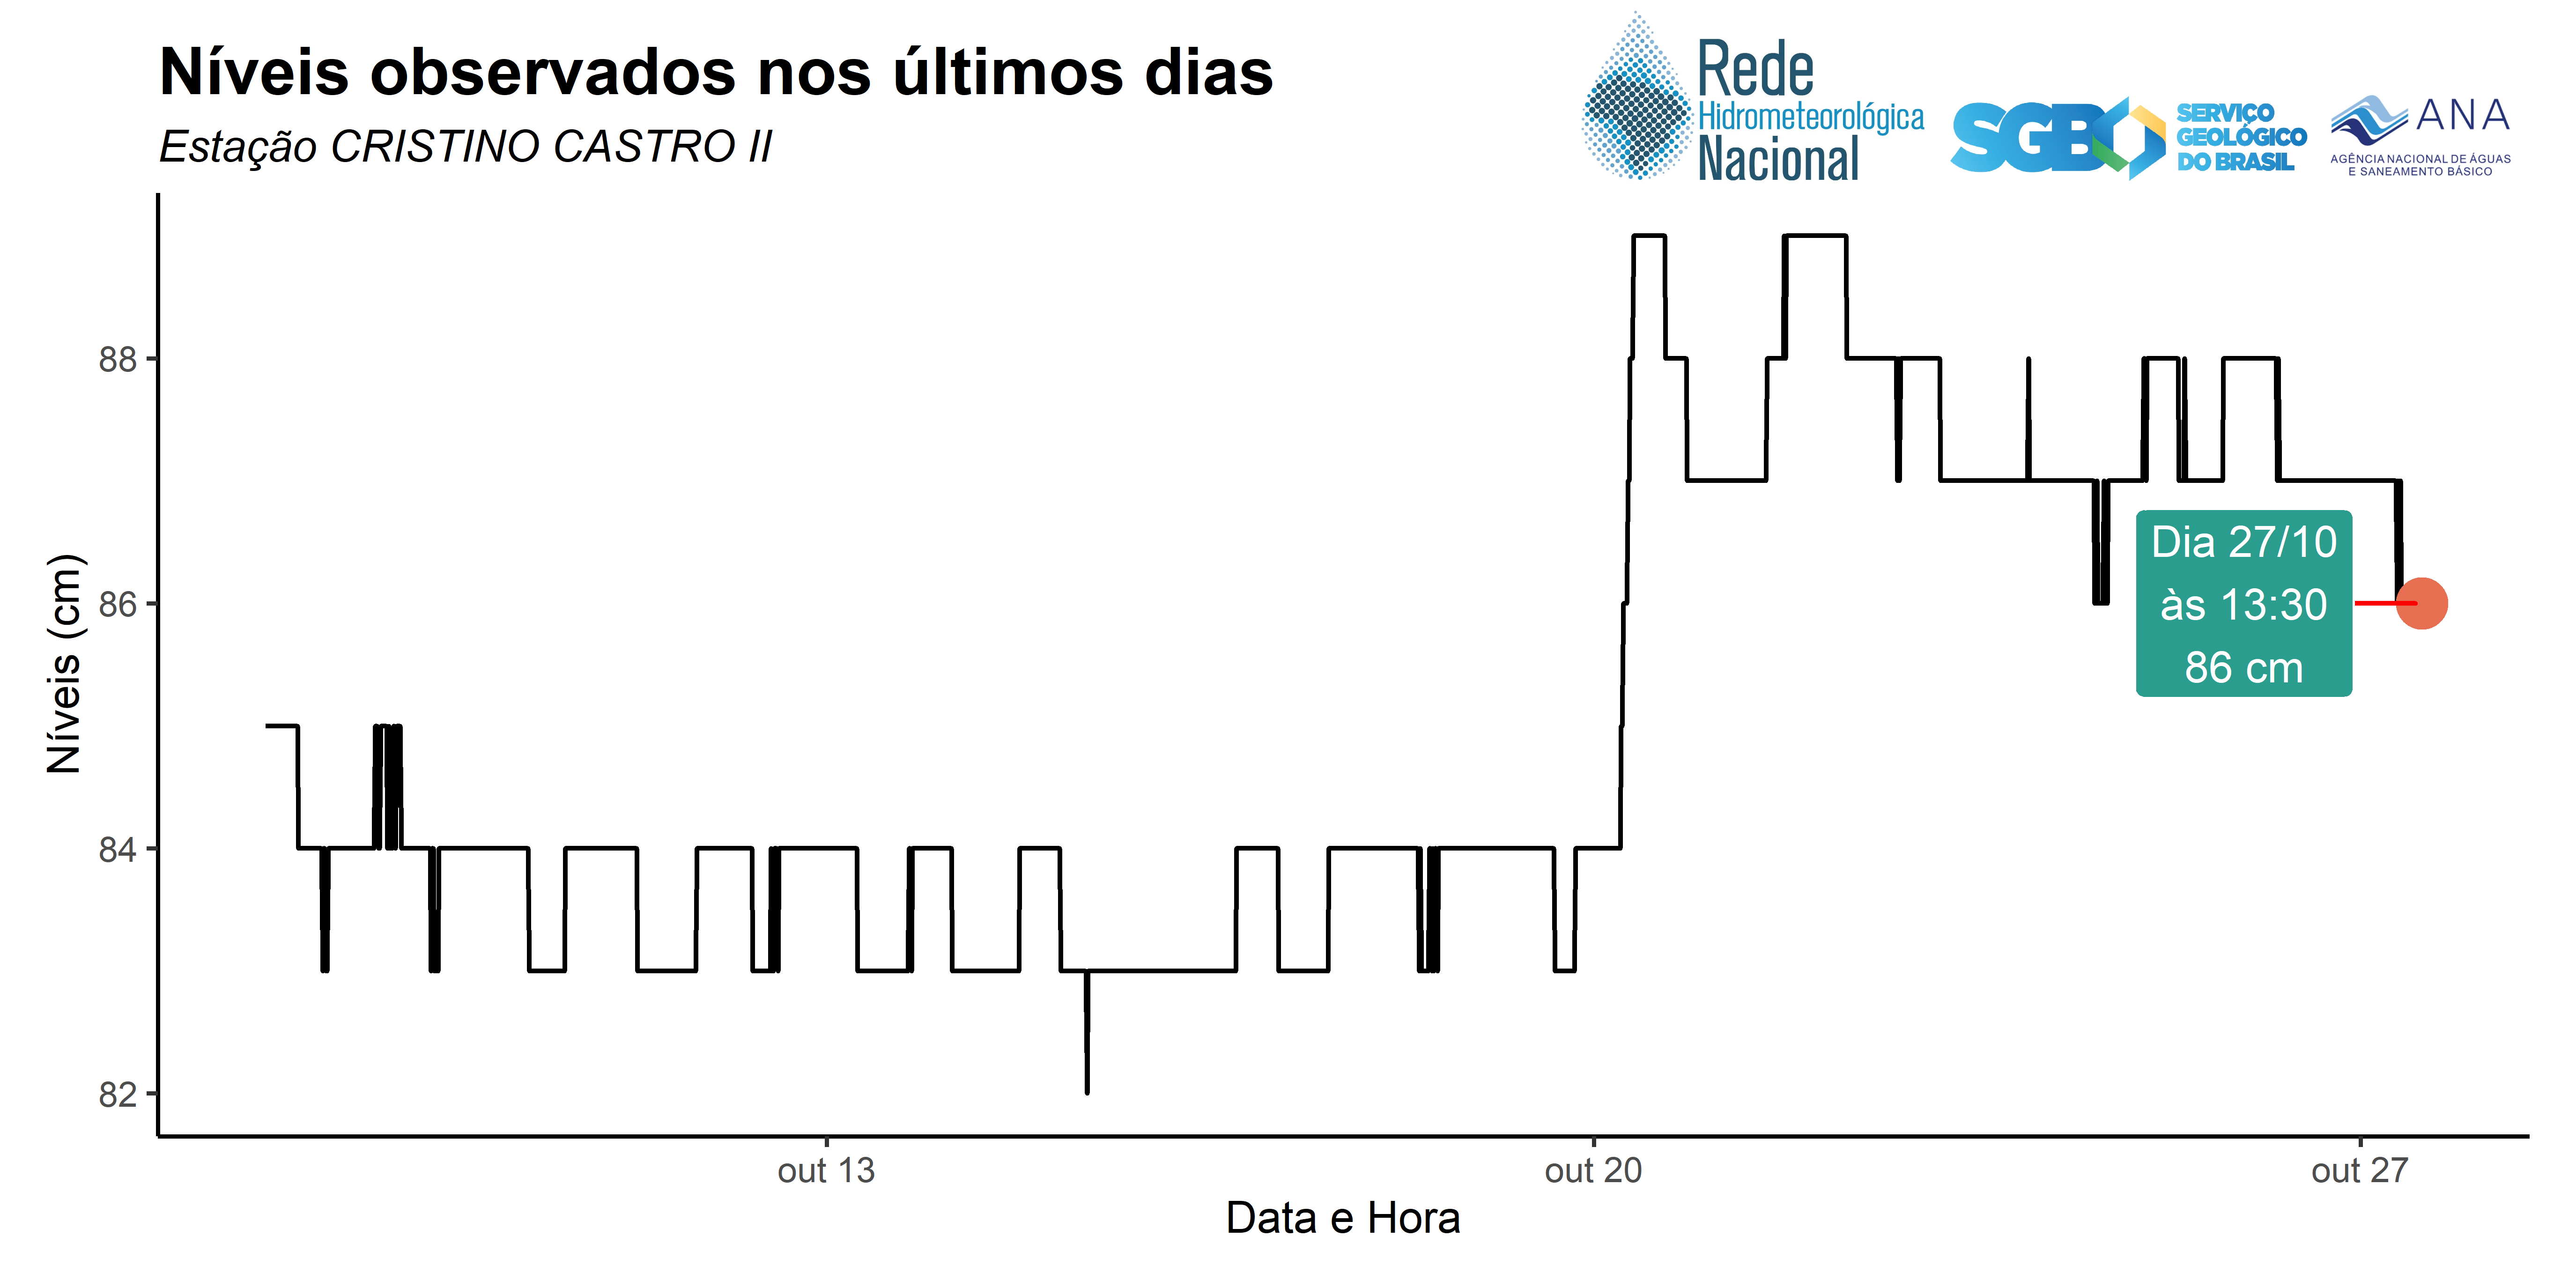 Níveis observados nos últimos dias
Estação CRISTINO CASTRO II
Rede
Hidrometeorológica
Nacional
SGB
SERVIÇO
GEOLÓGICO
DO BRASIL
ANA
AGÊNCIA NACIONAL DE ÁGUAS
E SANEAMENTO BÁSICO
Níveis (cm)
88
86
84
82
Dia 27/10
às 13:30
86 cm
out 13
out 20
out 27
Data e Hora